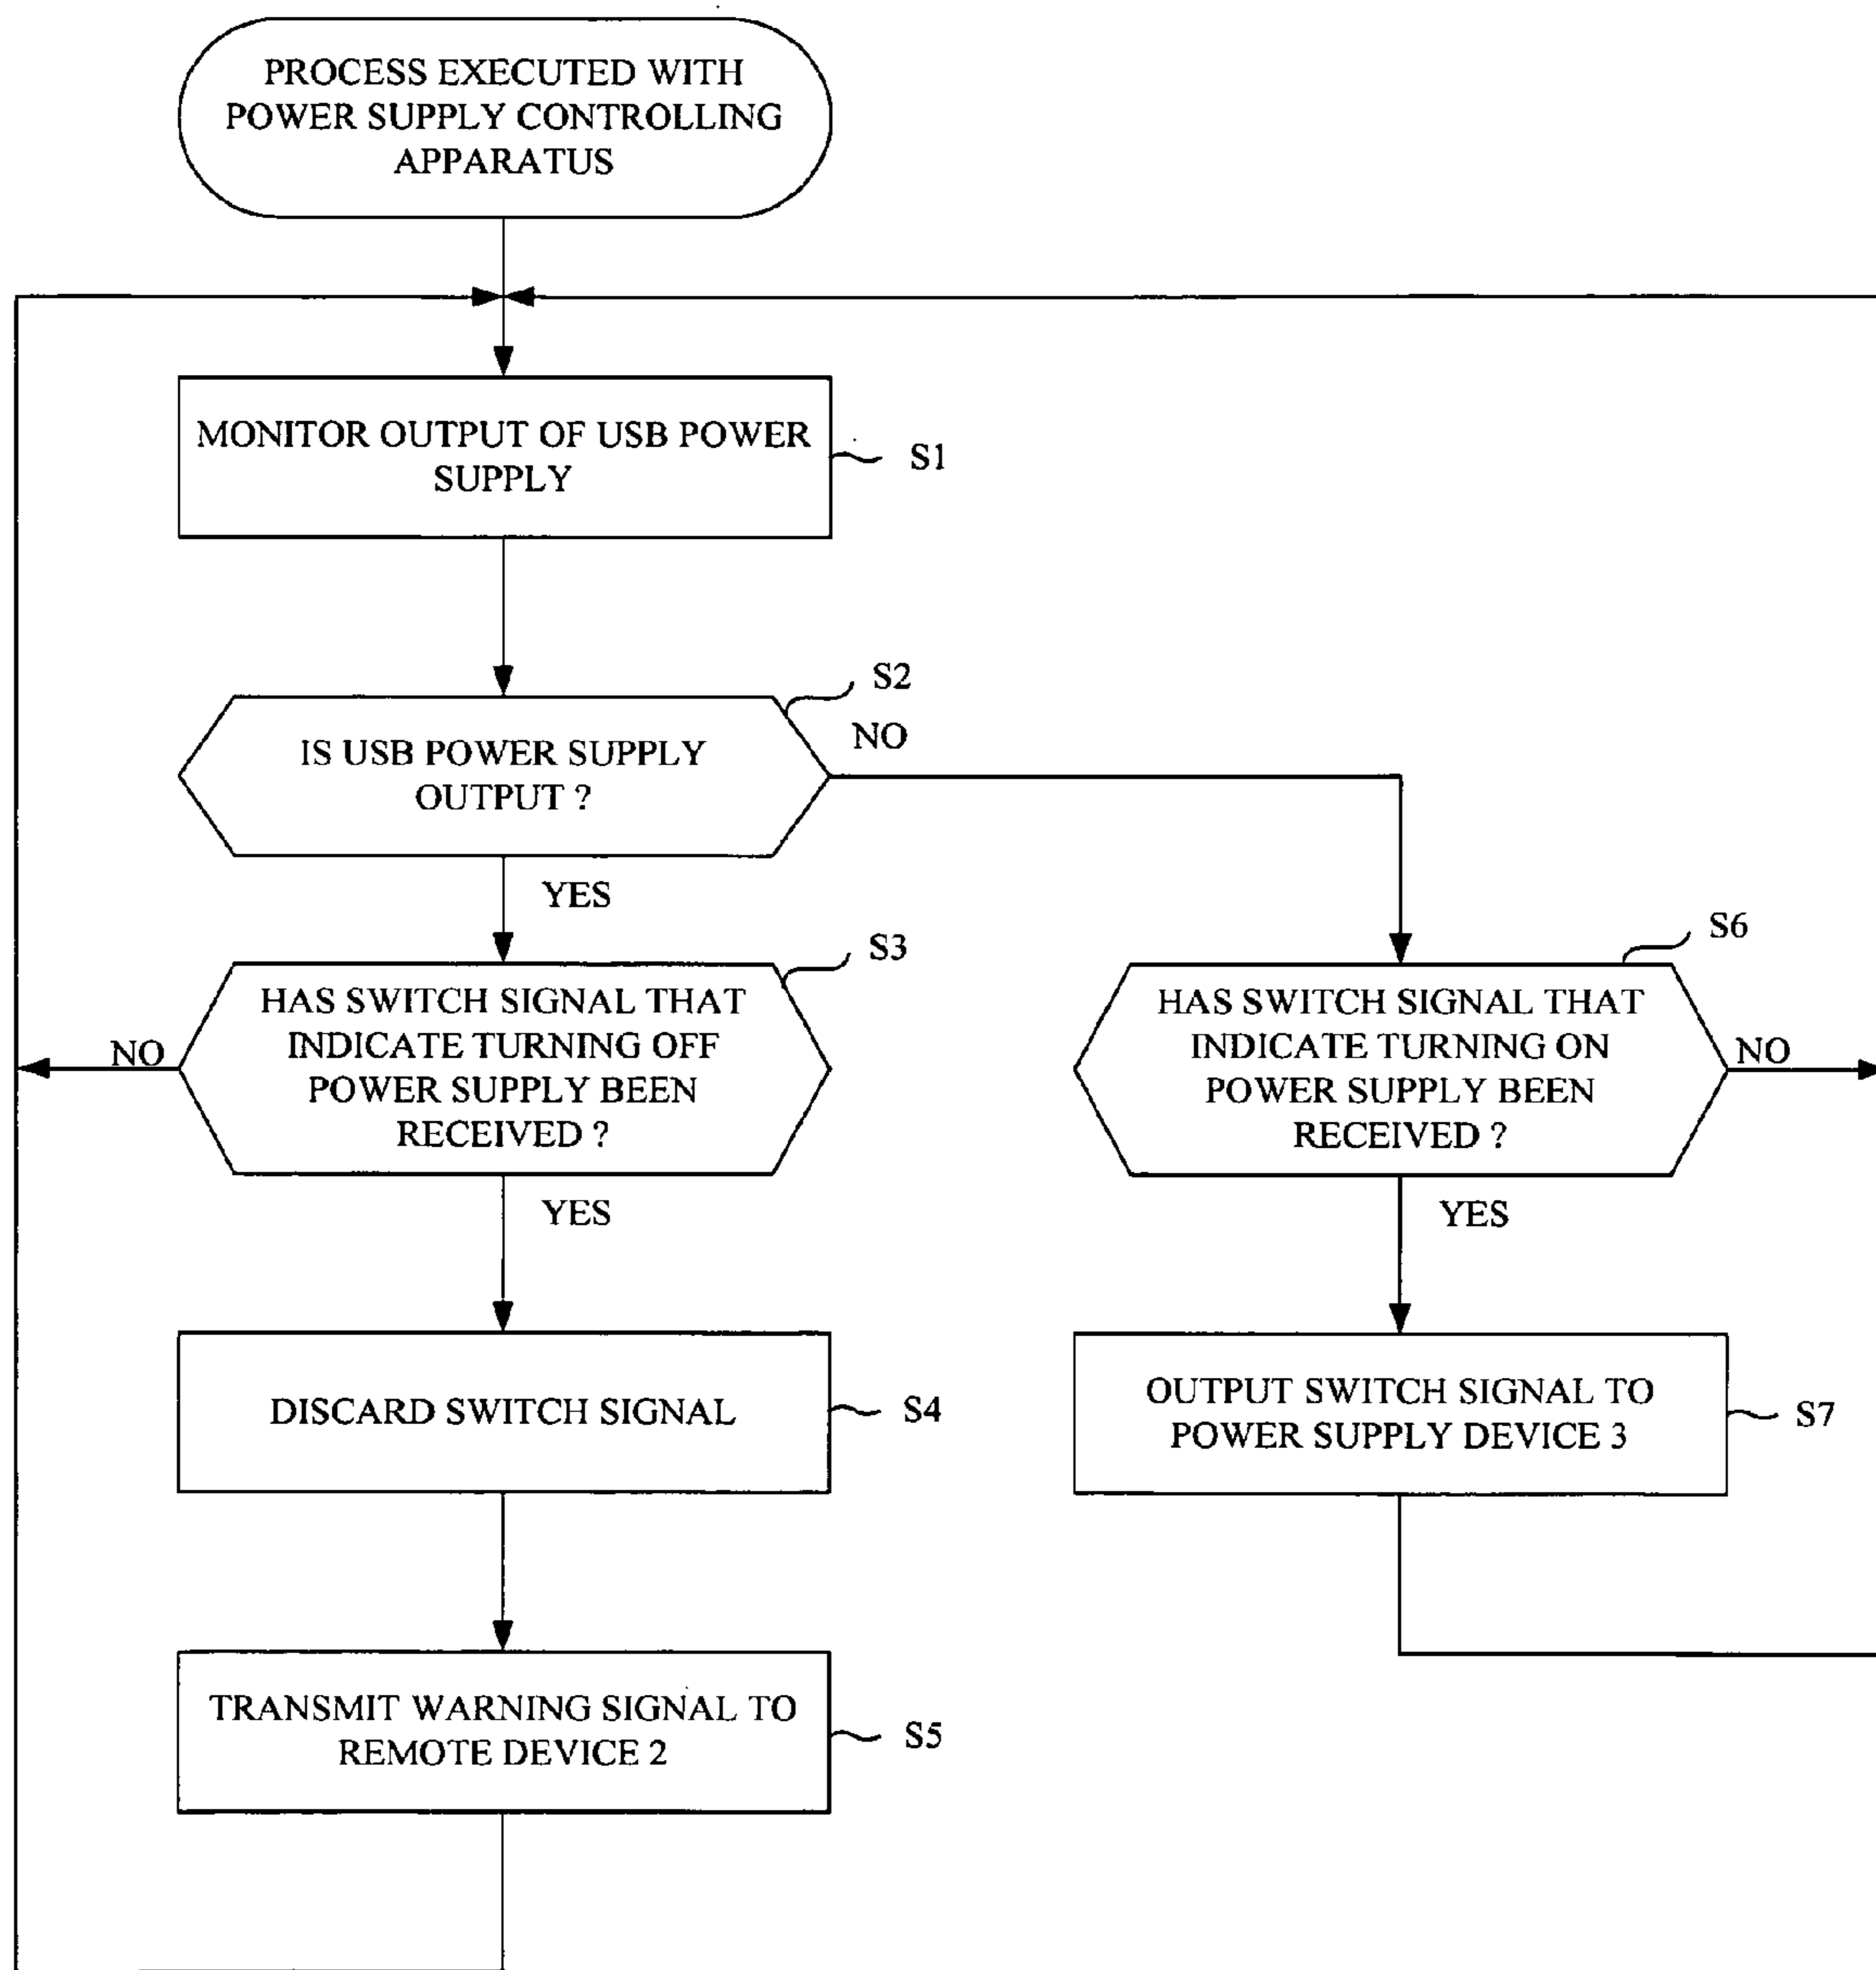 PROCESS EXECUTED WITH
POWER SUPPLY CONTROLLING
APPARATUS
MONITOR OUTPUT OF USB POWER
SUPPLY
S1
S2
IS USB POWER SUPPLY
OUTPUT ?
NO
YES
S3
HAS SWITCH SIGNAL THAT
INDICATE TURNING OFF
POWER SUPPLY BEEN
RECEIVED ?
NO
YES
S6
HAS SWITCH SIGNAL THAT
INDICATE TURNING ON
POWER SUPPLY BEEN
RECEIVED ?
NO
YES
DISCARD SWITCH SIGNAL
S4
OUTPUT SWITCH SIGNAL TO
POWER SUPPLY DEVICE 3
S7
TRANSMIT WARNING SIGNAL TO
REMOTE DEVICE 2
S5